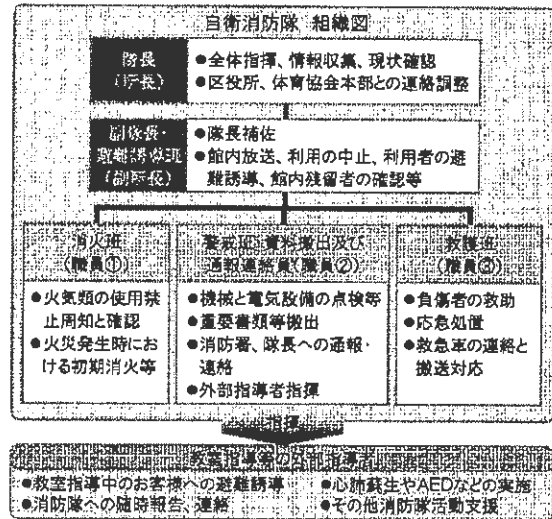 自衛消防隊 組織図
隊長
(所長)
●全体指揮、情報収集、現状確認
●区役所、体育協会本部との連絡調整
副隊長・
避難誘導班
(副所長)
●隊長補佐
●館内放送、利用の中止、利用者の避
難誘導、館内残留者の確認等
消火班
(職員①)
●火気類の使用禁
止周知と確認
●火災発生時にお
ける初期消火等
警戒班・資料搬出及び
通報連絡員(職員②)
●機械と電気設備の点検等
●重要書類等搬出
●消防署、隊長への通報・
連絡
●外部指導者指揮
救護班
(職員③)
●負傷者の救助
●応急処置
●救急車の連絡と
搬送対応
指揮
教室指導等の
●教室指導中のお客様への避難誘導
●消防隊への随時報告、連絡
●心肺蘇生やAEDなどの実施
●その他消防隊活動支援